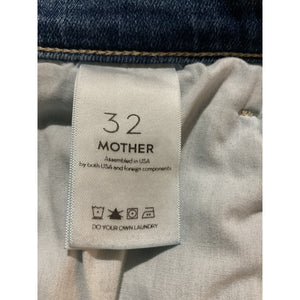 32
MOTHER
Assembled in USA
by both USA and foreign components
DO YOUR OWN LAUNDRY